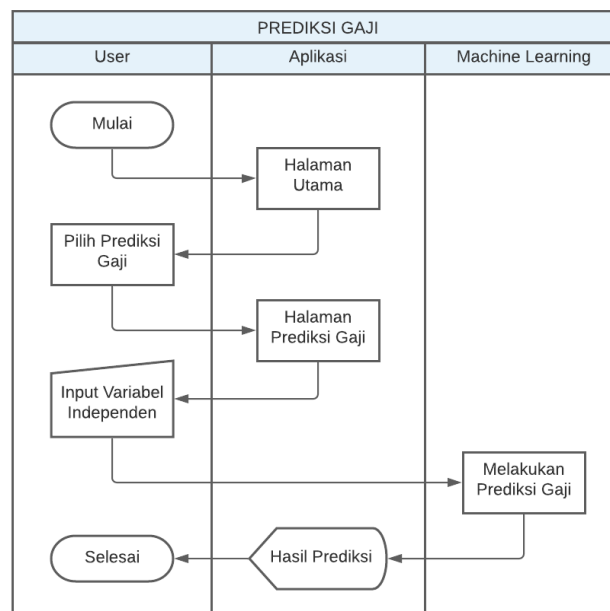 PREDIKSI GAJI
User
Aplikasi
Machine Learning
Mulai
Halaman
Utama
Pilih Prediksi
Gaji
Halaman
Prediksi Gaji
Input Variabel
Independen
Melakukan
Prediksi Gaji
Hasil Prediksi
Selesai